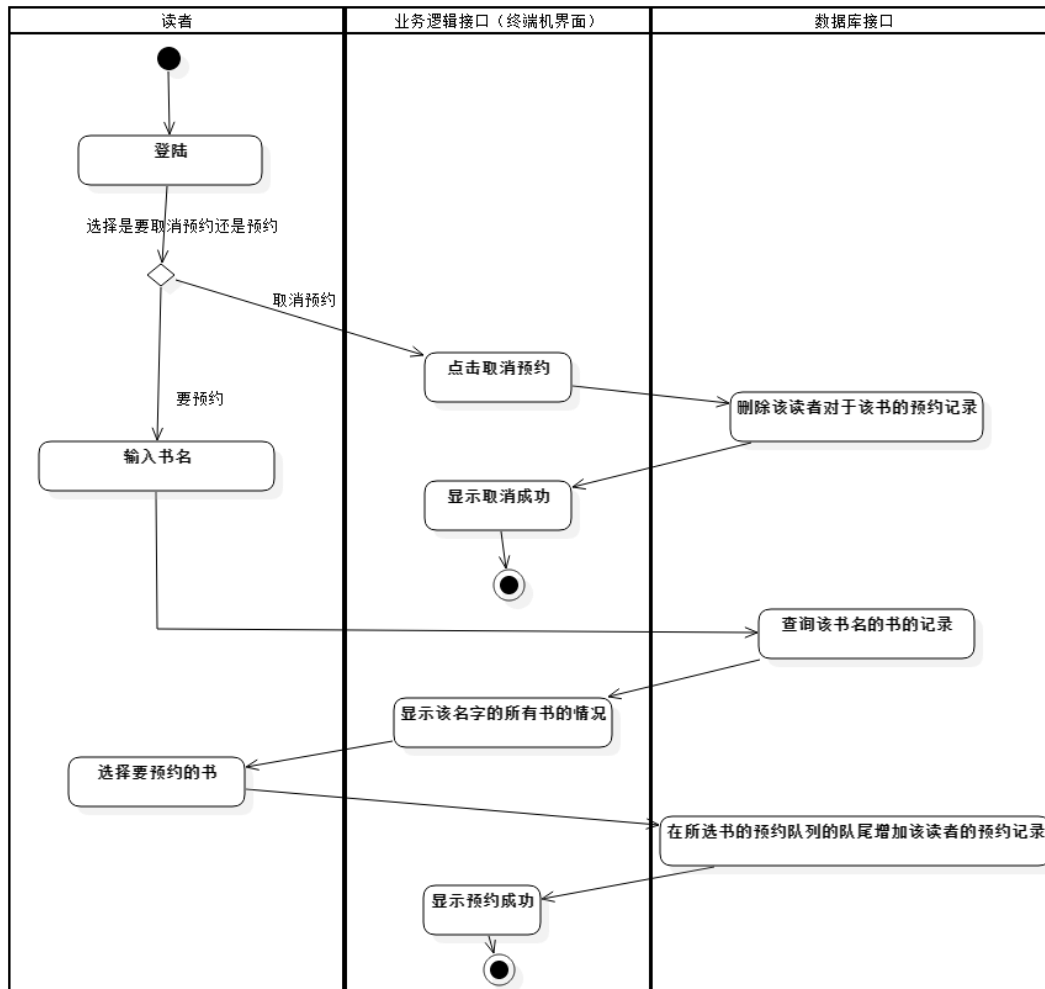 读者
业务逻辑接口（终端机界面）
数据库接口
登陆
选择是要取消预约还是预约
取消预约
点击取消预约
要预约
删除该读者对于该书的预约记录
输入书名
显示取消成功
查询该书名的书的记录
显示该名字的所有书的情况
选择要预约的书
在所选书的预约队列的队尾增加该读者的预约记录
显示预约成功